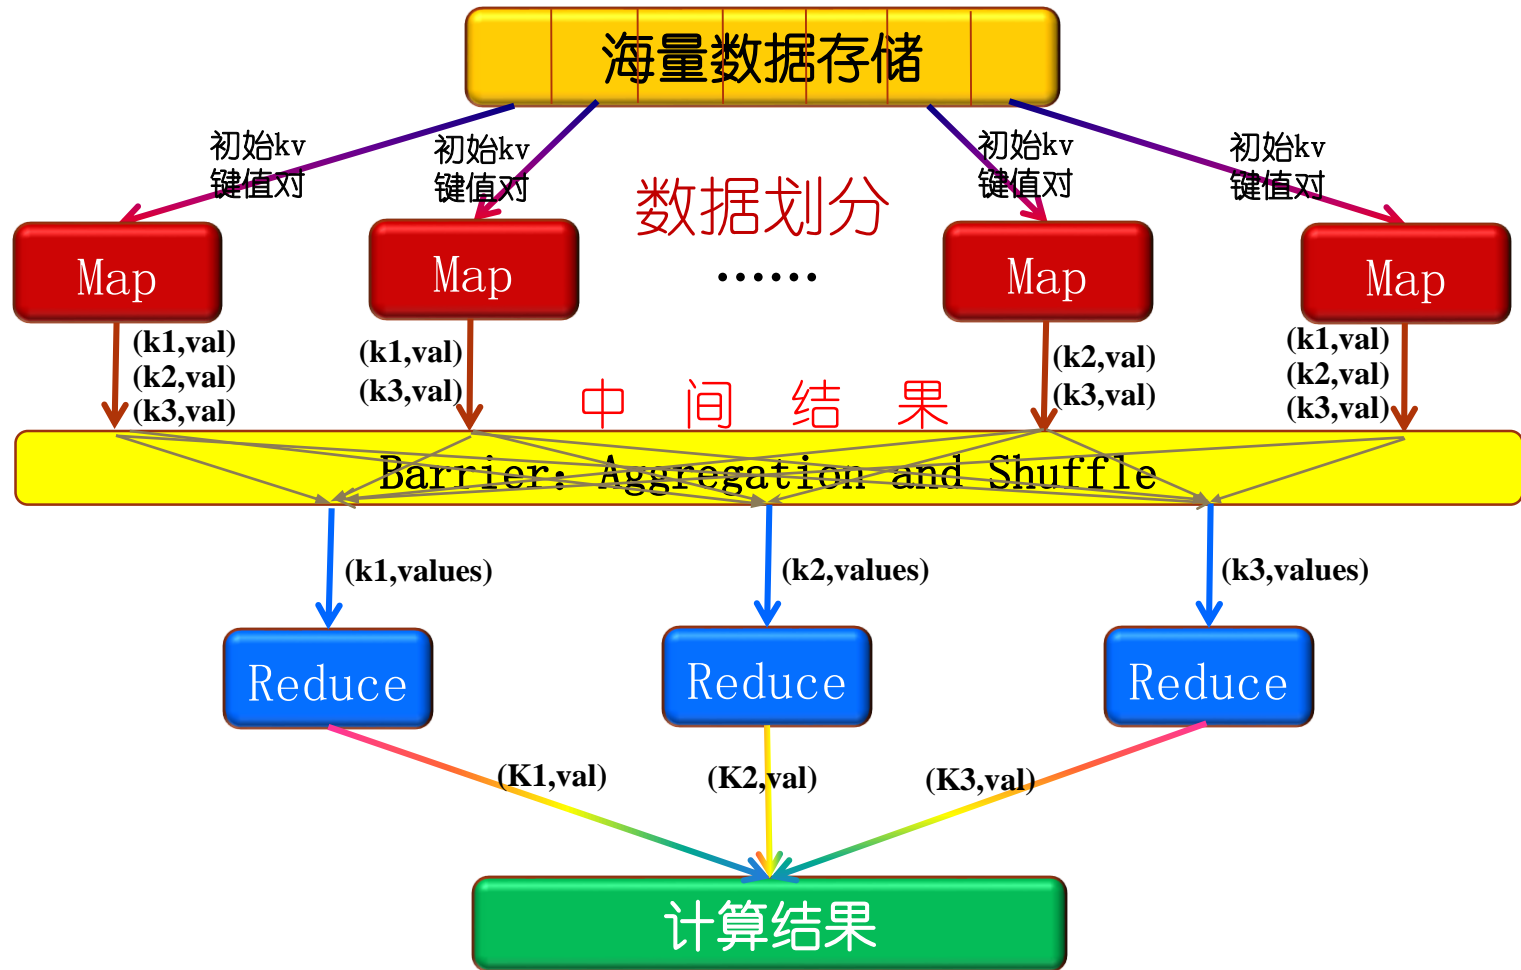 海量数据存储
初始kv
键值对
初始kv
键值对
初始kv
键值对
初始kv
键值对
数据划分
......
Map
Map
Map
Map
(k1,val)
(k2,val)
(k3,val)
(k1,val)
(k3,val)
(k2,val)
(k3,val)
(k1,val)
(k2,val)
(k3,val)
中 间 结 果
Barrier: Aggregation and Shuffle
(k1,values)
(k2,values)
(k3,values)
Reduce
Reduce
Reduce
(K1,val)
(K2,val)
(K3,val)
计算结果